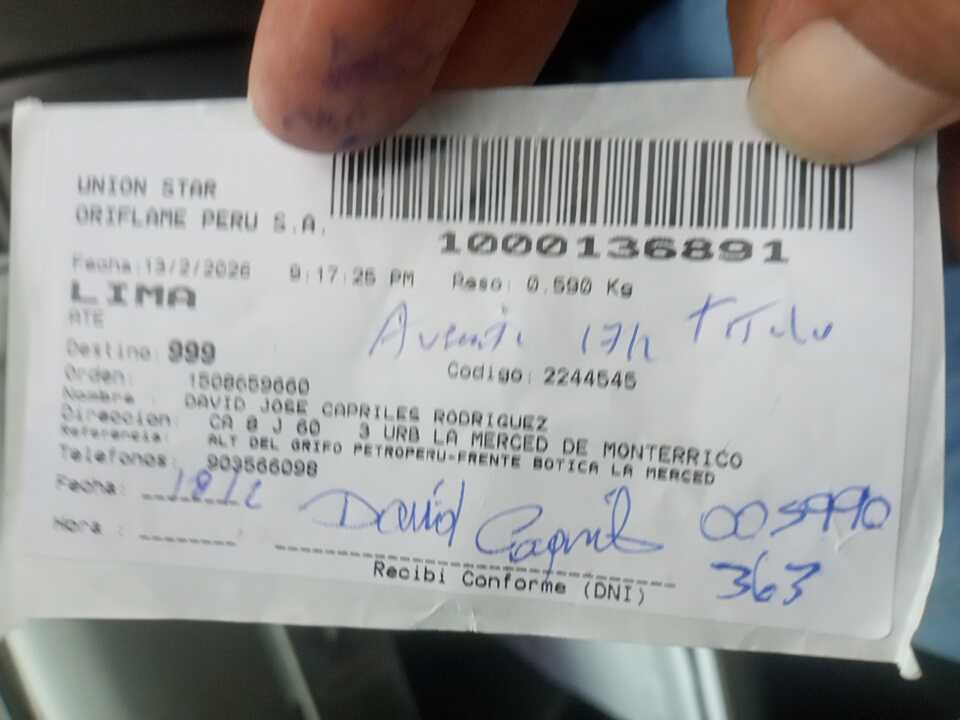 UNION STAR
ORIFLAME PERU S.A.
1000136891
Fecha: 13/2/2026 9:17:25 PM Peso: 0.590 Kg
LIMA
ATE
17h Titulo
Destino: 999
Codigo: 2244545
Orden: 1508659660
Nombre : DAVID JOSE CAPRILES RODRIGUEZ
Direccion: CA 8 J 60 3 URB LA MERCED DE MONTERRICO
Referencia: ALT DEL GRIFO PETROPERU-FRENTE BOTICA LA MERCED
Telefonos: 903566098
Fecha: 18/2 David Capril 005990
Hora : 363
Recibi Conforme (DNI)